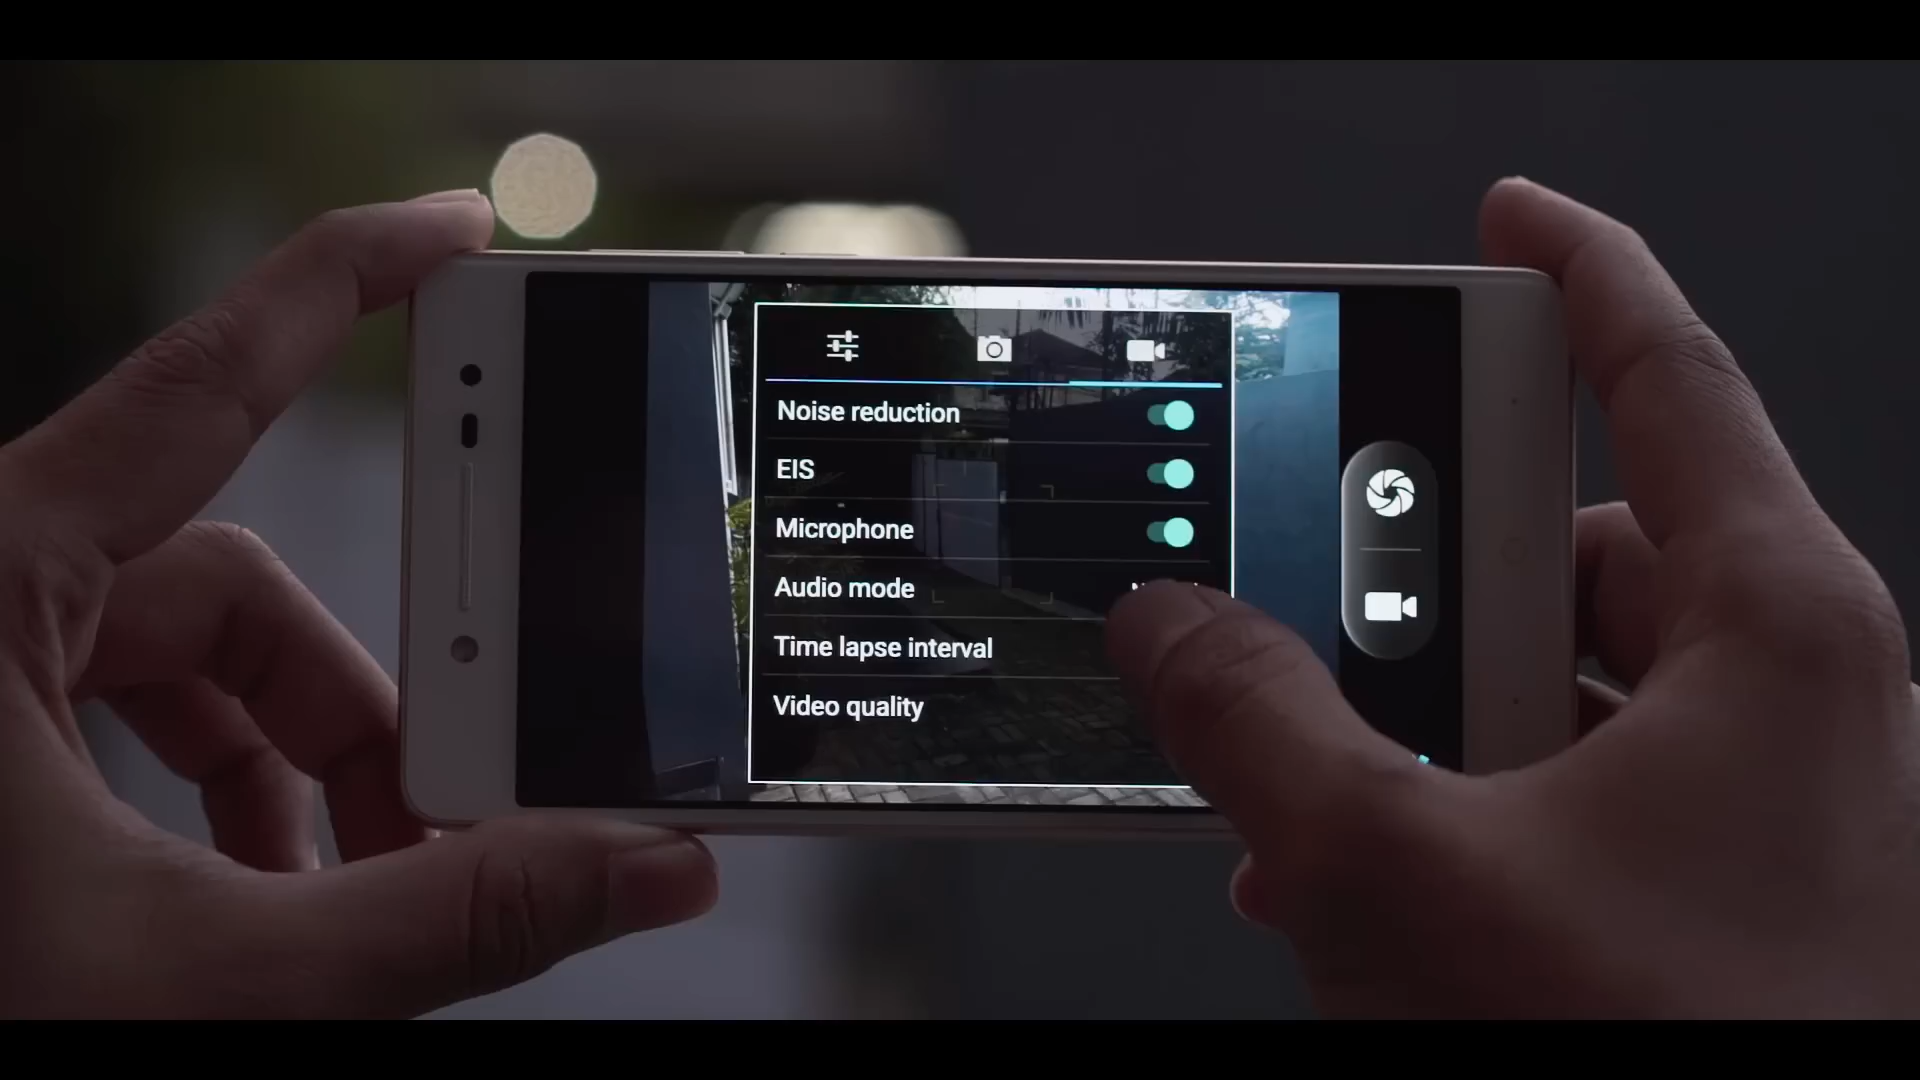 Noise reduction
EIS
Microphone
Audio mode
Time lapse interval
Video quality